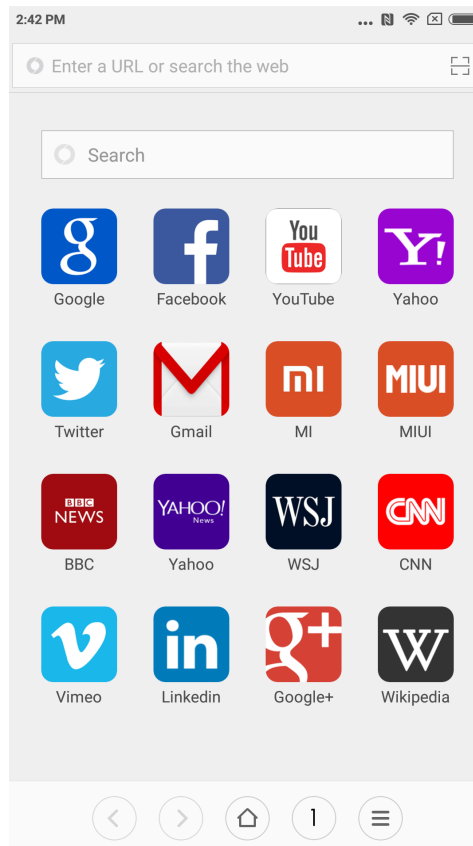 2:42 PM
Enter a URL or search the web
Search
g f You Tube Y!
Google Facebook YouTube Yahoo
M mi MIUI
Twitter Gmail MI MIUI
BBC NEWS YAHOO! News WSJ CNN
BBC Yahoo WSJ CNN
v in g+ W
Vimeo Linkedin Google+ Wikipedia
1